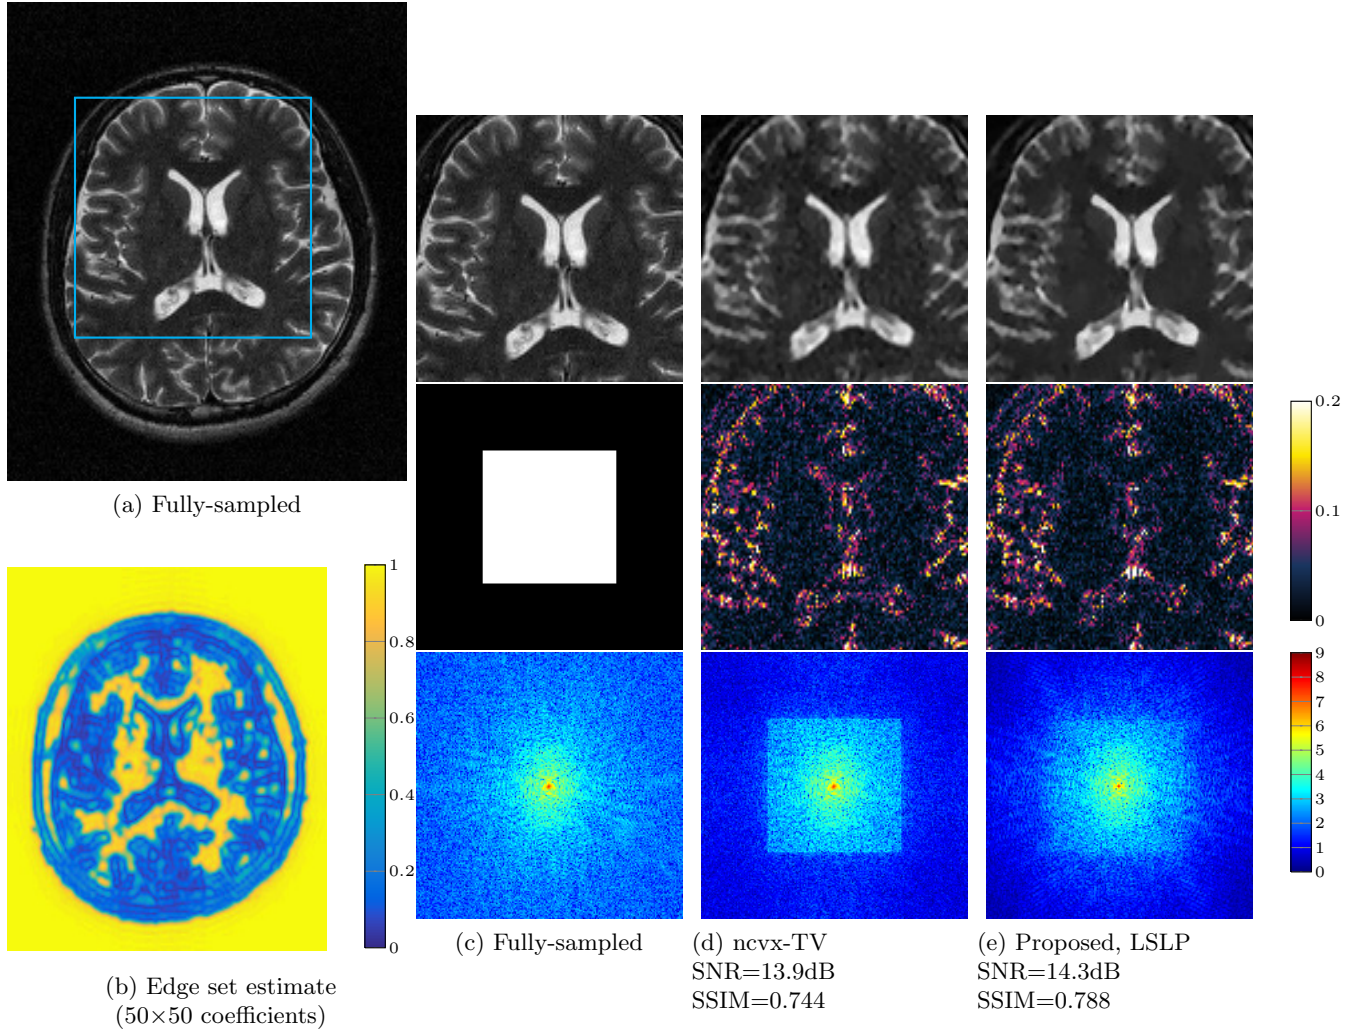 (a) Fully-sampled
1
0.8
0.6
0.4
0.2
0
(b) Edge set estimate
(50×50 coefficients)
(c) Fully-sampled
(d) ncvx-TV
SNR=13.9dB
SSIM=0.744
(e) Proposed, LSLP
SNR=14.3dB
SSIM=0.788
0.2
0.1
0
9
8
7
6
5
4
3
2
1
0